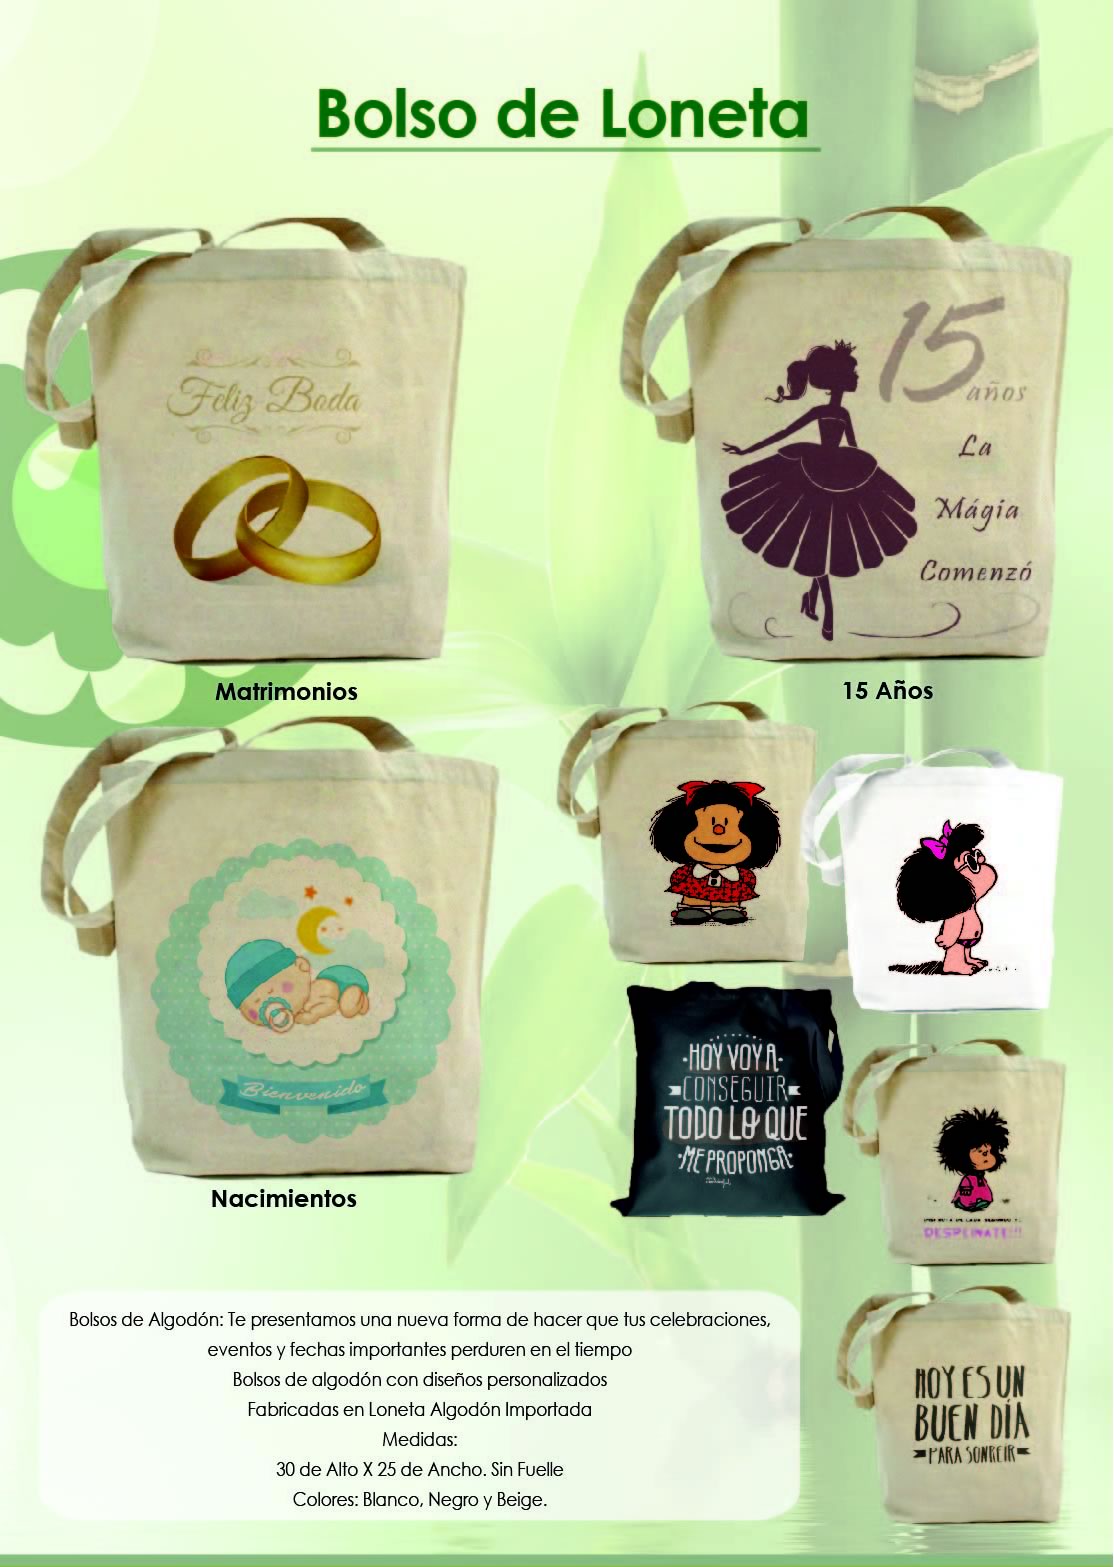 Bolso de Loneta
Feliz Boda
15
años
La
Mágia
Comenzó
Matrimonios
15 Años
Bienvenido
Nacimientos
·HOY VOY A·
CONSEGUIR
TODO LO QUE
·ME PROPONGA·
DESPEINATE!!!
HOY ES UN
BUEN DÍA
PARA SONREIR
Bolsos de Algodón: Te presentamos una nueva forma de hacer que tus celebraciones,
eventos y fechas importantes perduren en el tiempo
Bolsos de algodón con diseños personalizados
Fabricadas en Loneta Algodón Importada
Medidas:
30 de Alto X 25 de Ancho. Sin Fuelle
Colores: Blanco, Negro y Beige.